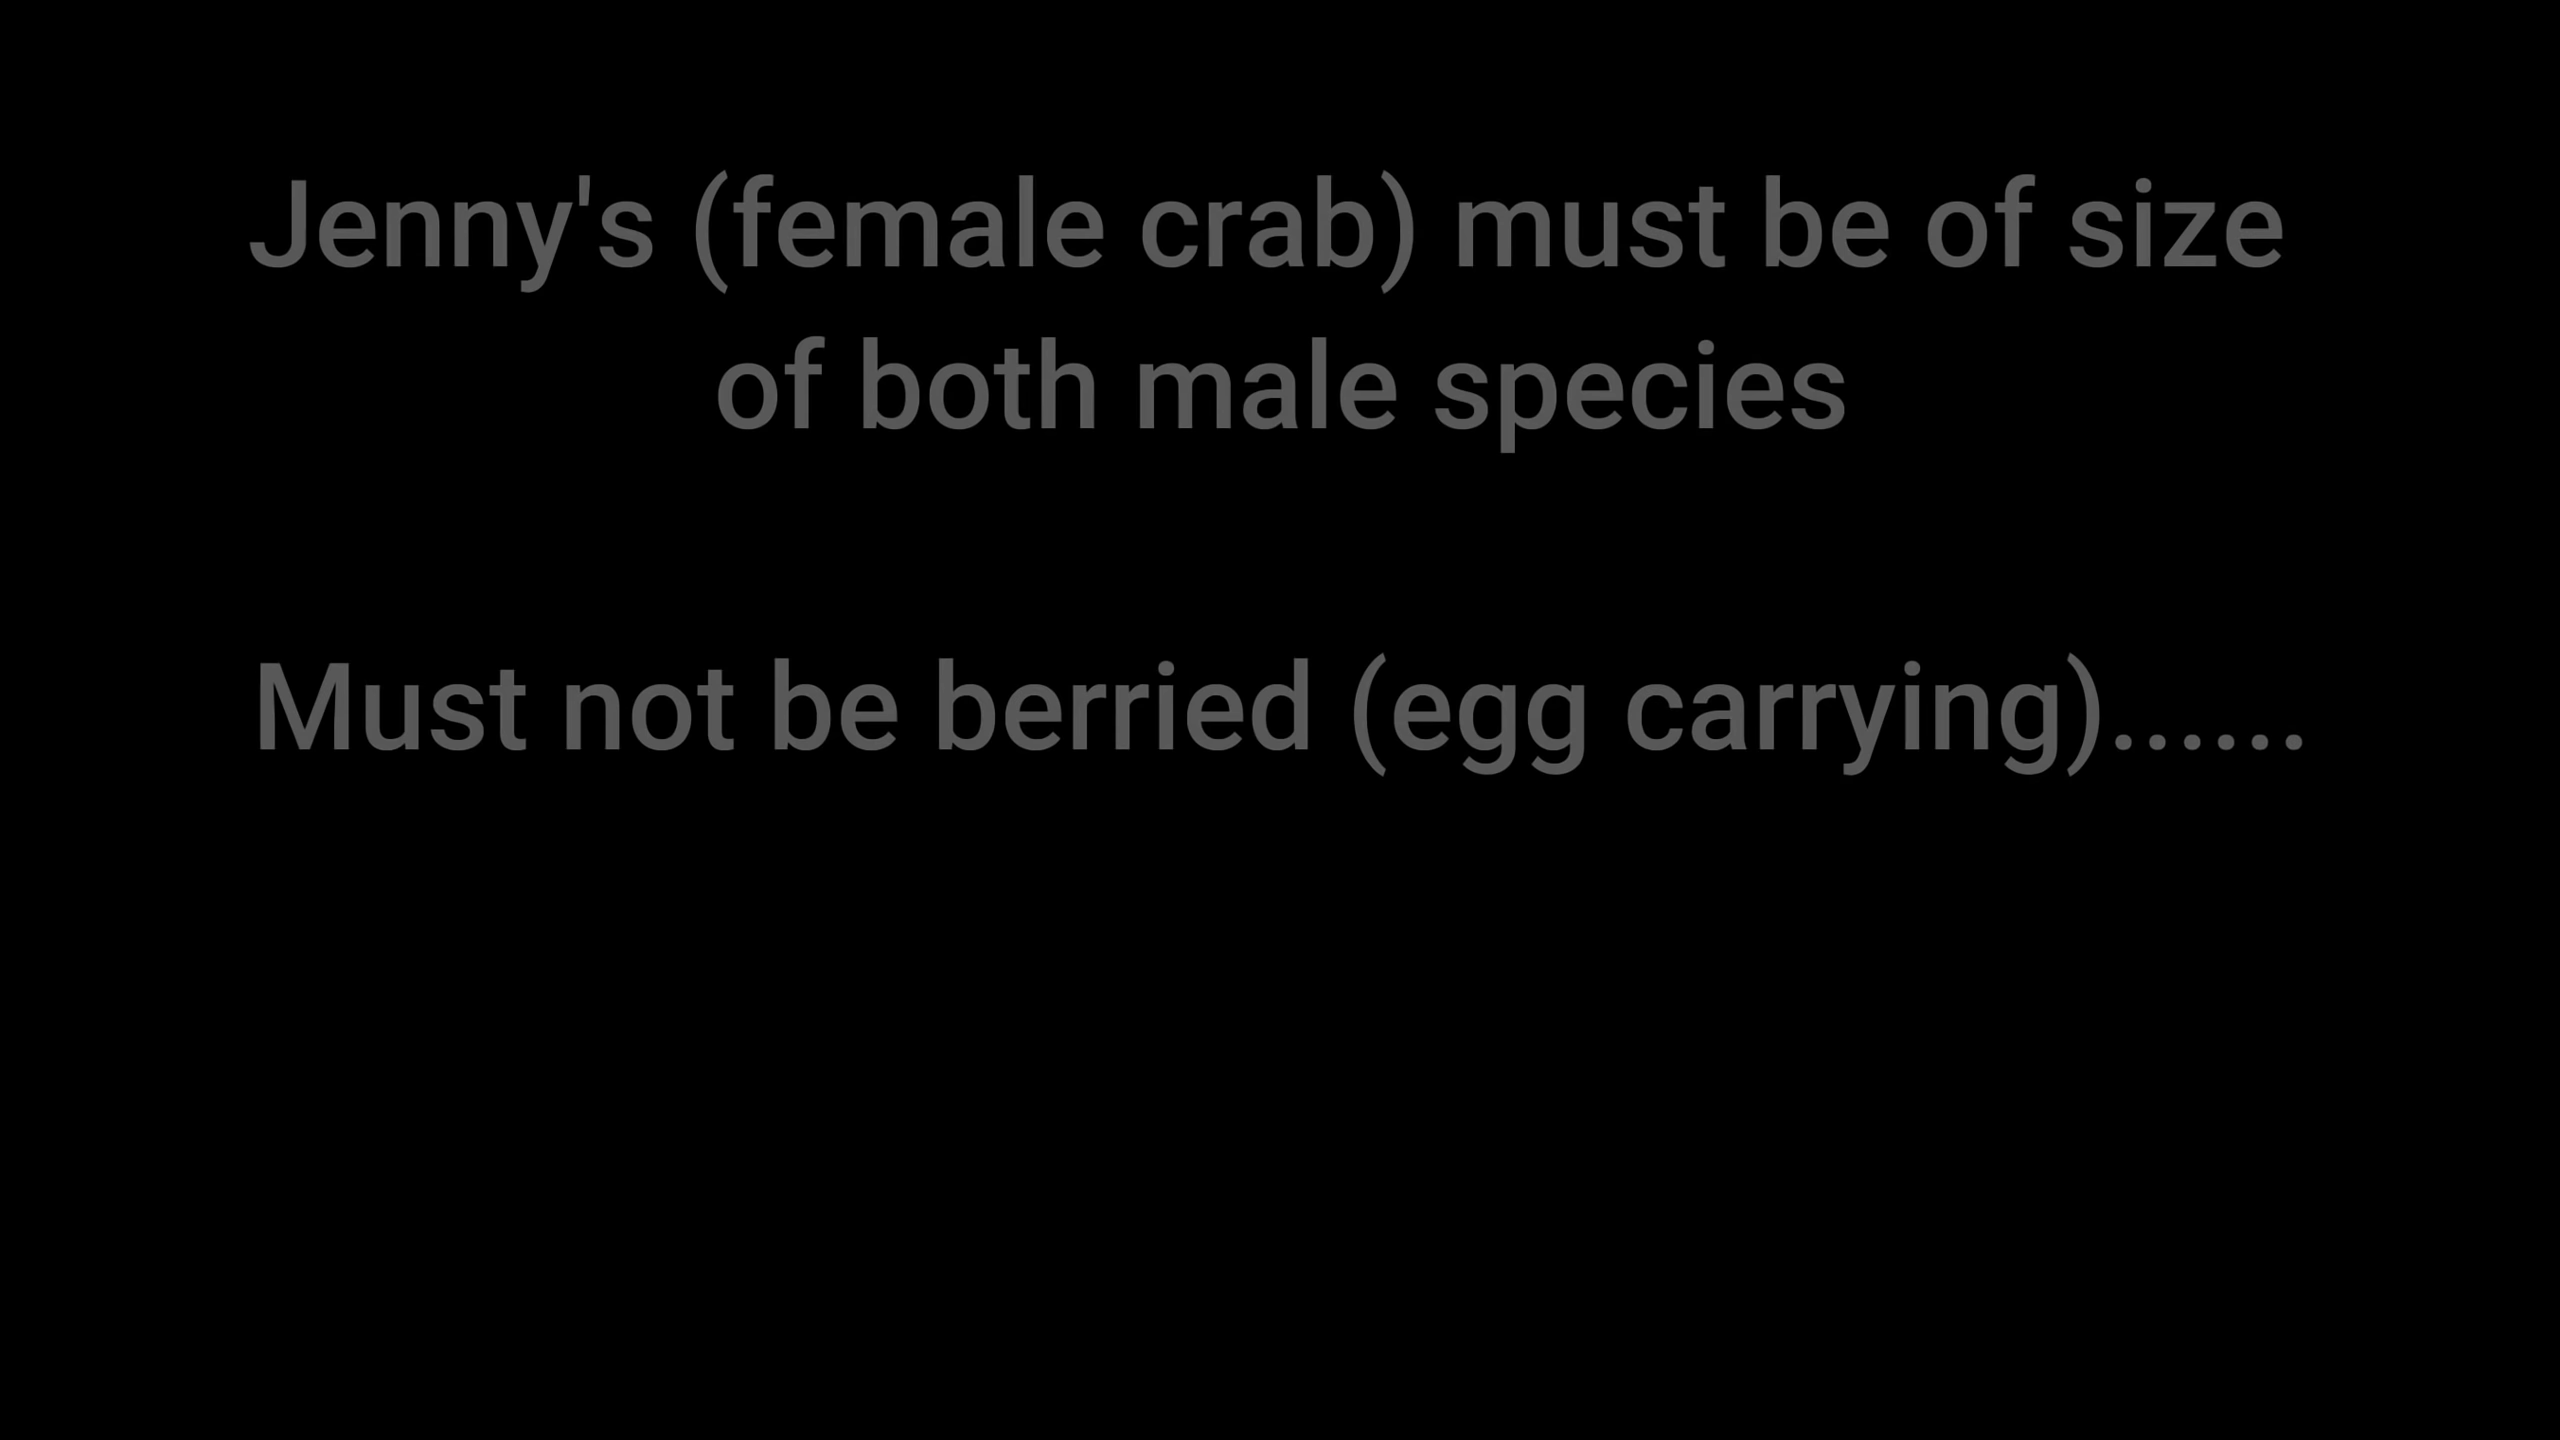 Jenny's (female crab) must be of size
of both male species
Must not be berried (egg carrying)......